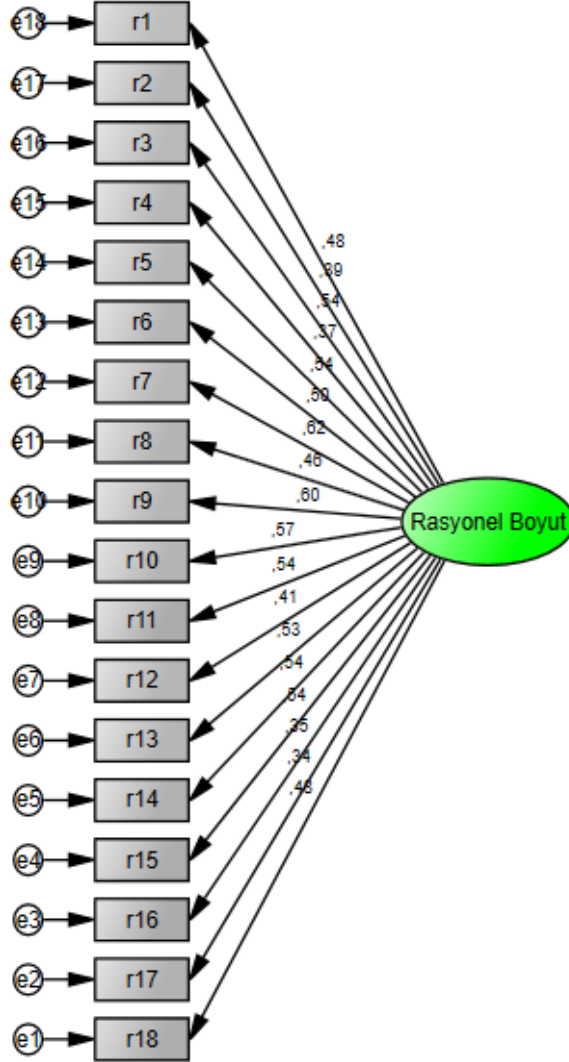 e18 r1
e17 r2
e16 r3
e15 r4
e14 r5
e13 r6
e12 r7
e11 r8
e10 r9
e9 r10
e8 r11
e7 r12
e6 r13
e5 r14
e4 r15
e3 r16
e2 r17
e1 r18
,48
,39
,54
,37
,54
,50
,62
,46
,60
,57
,54
,41
,53
,54
,54
,35
,34
,48
Rasyonel Boyut